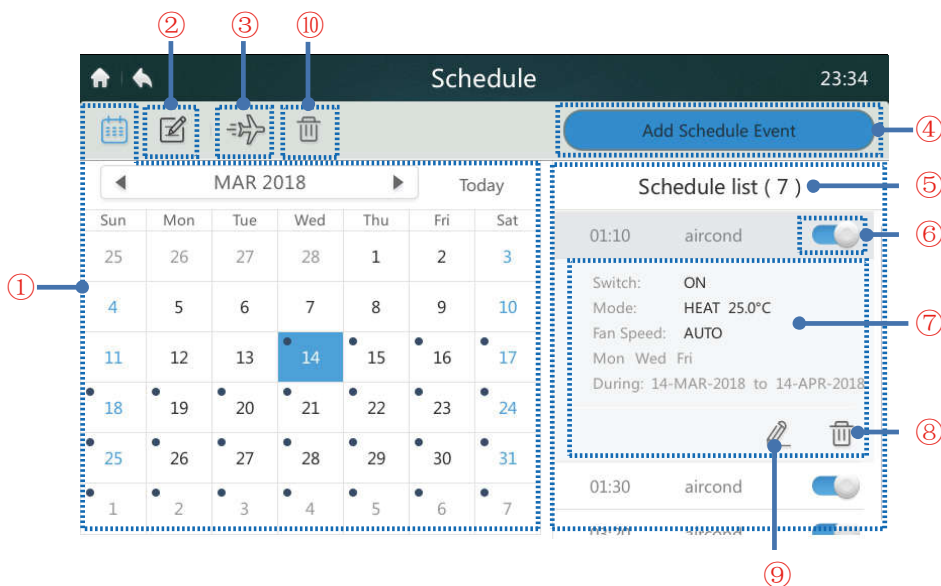 ② ③ ⑩
Schedule 23:34
Add Schedule Event ④
MAR 2018 Today
Schedule list ( 7 ) ⑤
Sun Mon Tue Wed Thu Fri Sat
01:10 aircond ⑥
25 26 27 28 1 2 3
①
Switch: ON
4 5 6 7 8 9 10
Mode: HEAT 25.0°C ⑦
Fan Speed: AUTO
11 12 13 14 15 16 17
Mon Wed Fri
During: 14-MAR-2018 to 14-APR-2018
18 19 20 21 22 23 24
⑧
25 26 27 28 29 30 31
01:30 aircond
1 2 3 4 5 6 7
03:20 aircond
⑨